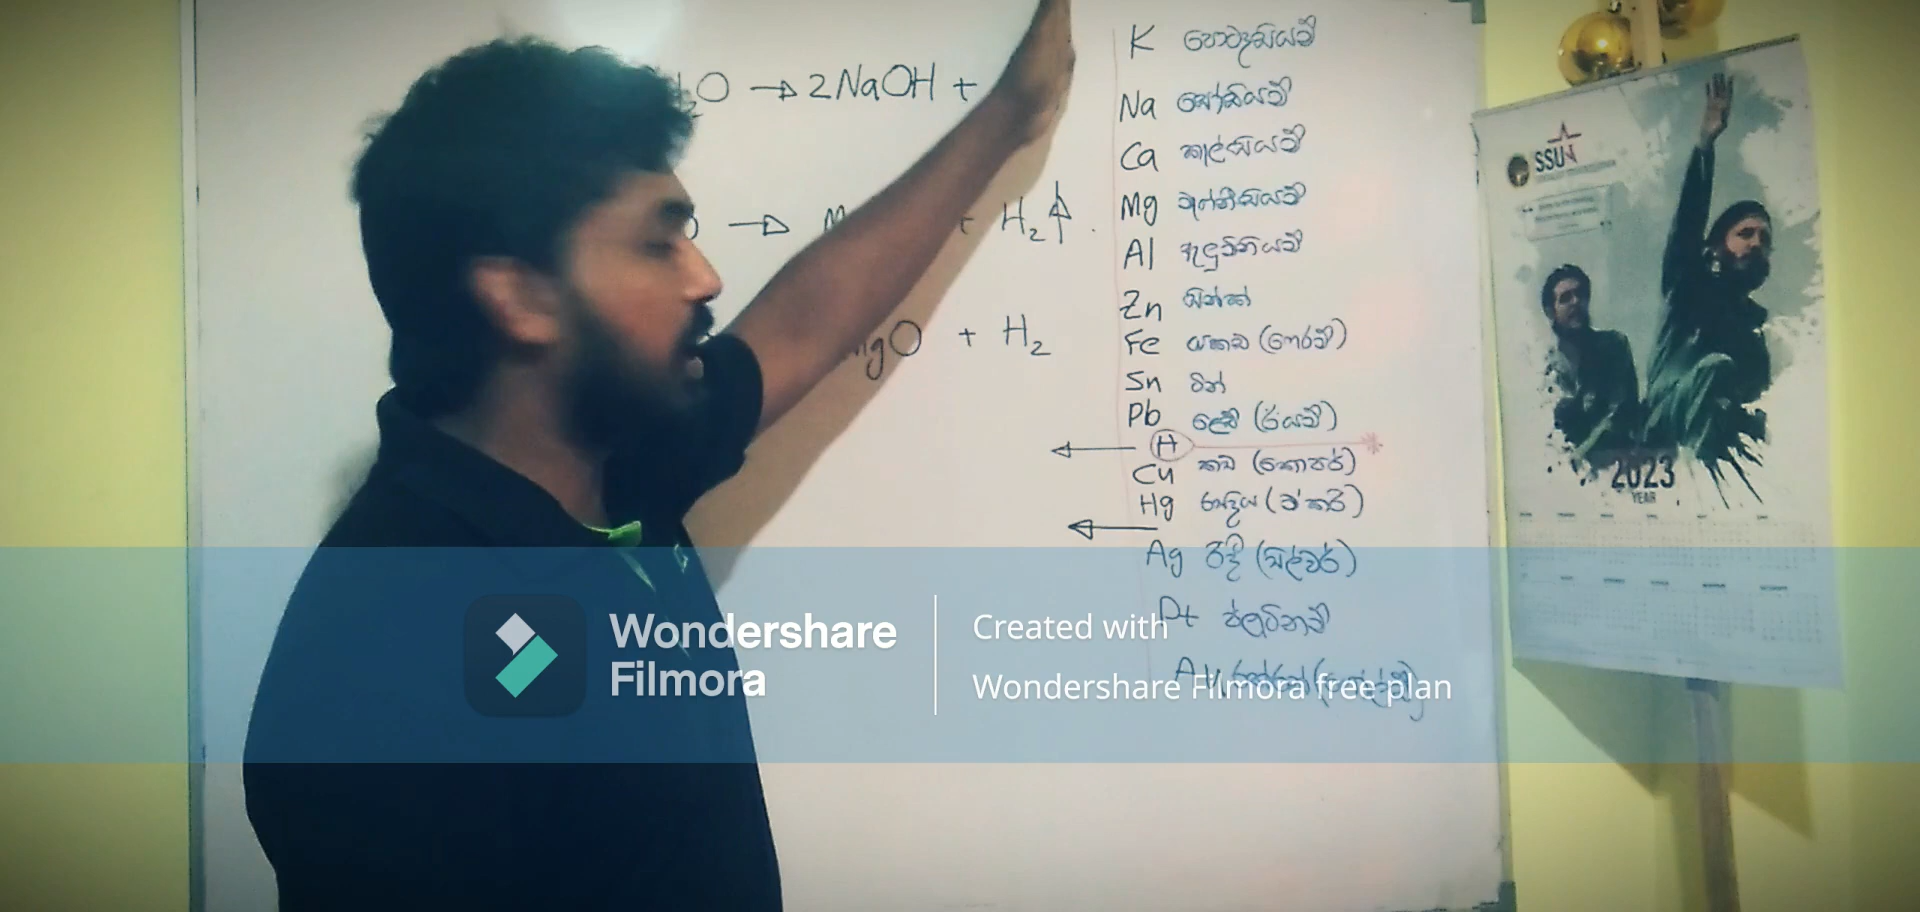 ₂O → 2NaOH +
→ M + H₂↑
MgO + H₂
K පොටෑසියම්
Na සෝඩියම්
Ca කැල්සියම්
Mg මැග්නීසියම්
Al ඇලුමිනියම්
Zn සින්ක්
Fe යකඩ (ෆෙරම්)
Sn ටින්
Pb ලෙඩ් (ඊයම්)
H
Cu තඹ (කොපර්)
Hg රසදිය (මර්කරි)
Ag රිදී (සිල්වර්)
Pt ප්ලැටිනම්
Au
SSU
2023
YEAR
Wondershare
Filmora
Created with
Wondershare Filmora free plan